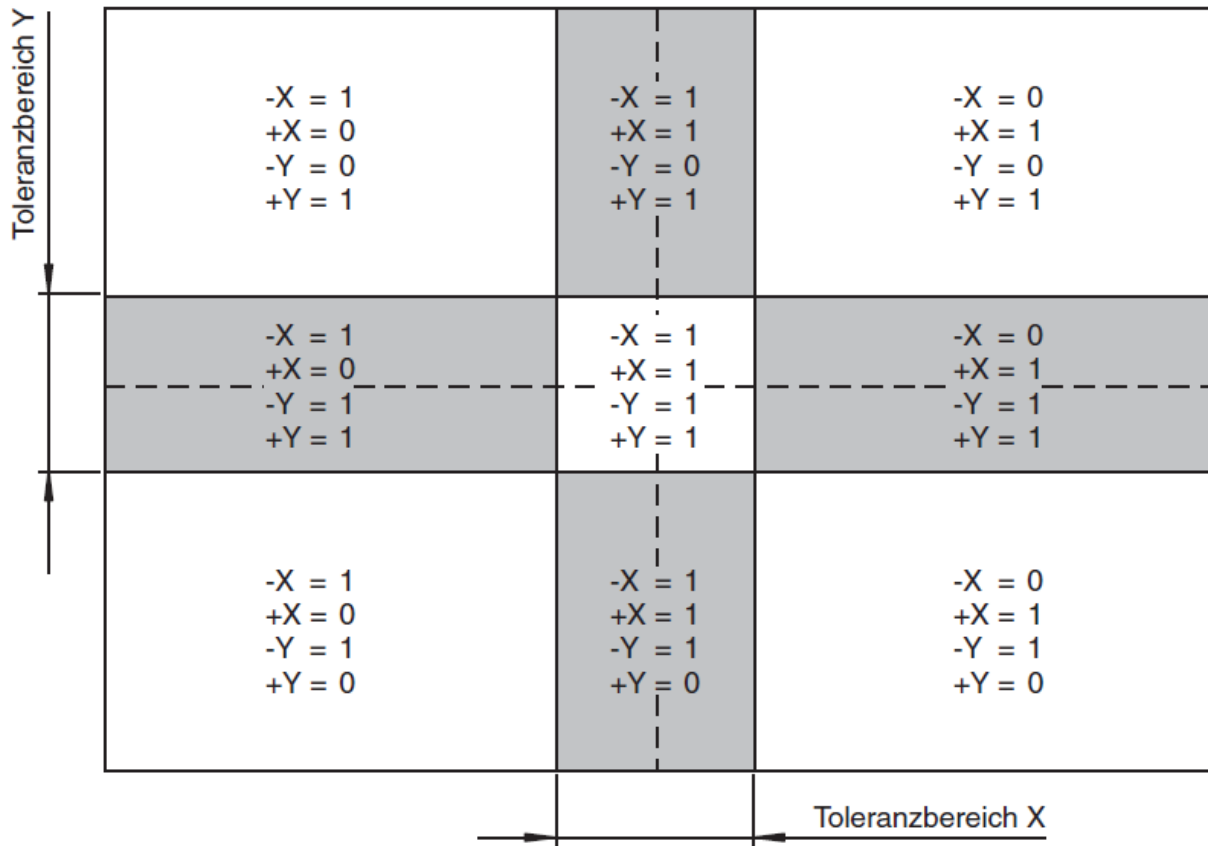 Toleranzbereich Y
-X = 1
+X = 0
-Y = 0
+Y = 1
-X = 1
+X = 1
-Y = 0
+Y = 1
-X = 0
+X = 1
-Y = 0
+Y = 1
-X = 1
+X = 0
-Y = 1
+Y = 1
-X = 1
+X = 1
-Y = 1
+Y = 1
-X = 0
+X = 1
-Y = 1
+Y = 1
-X = 1
+X = 0
-Y = 1
+Y = 0
-X = 1
+X = 1
-Y = 1
+Y = 0
-X = 0
+X = 1
-Y = 1
+Y = 0
Toleranzbereich X